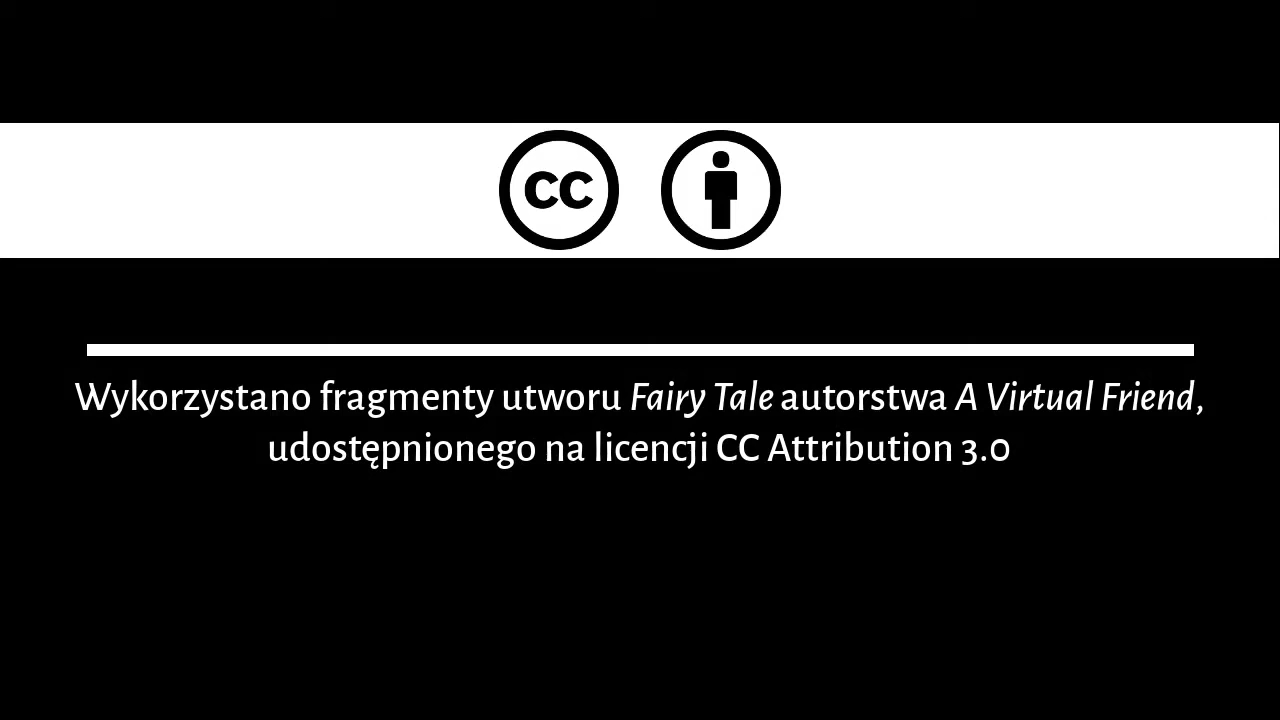 cc
Wykorzystano fragmenty utworu Fairy Tale autorstwa A Virtual Friend,
udostępnionego na licencji CC Attribution 3.0